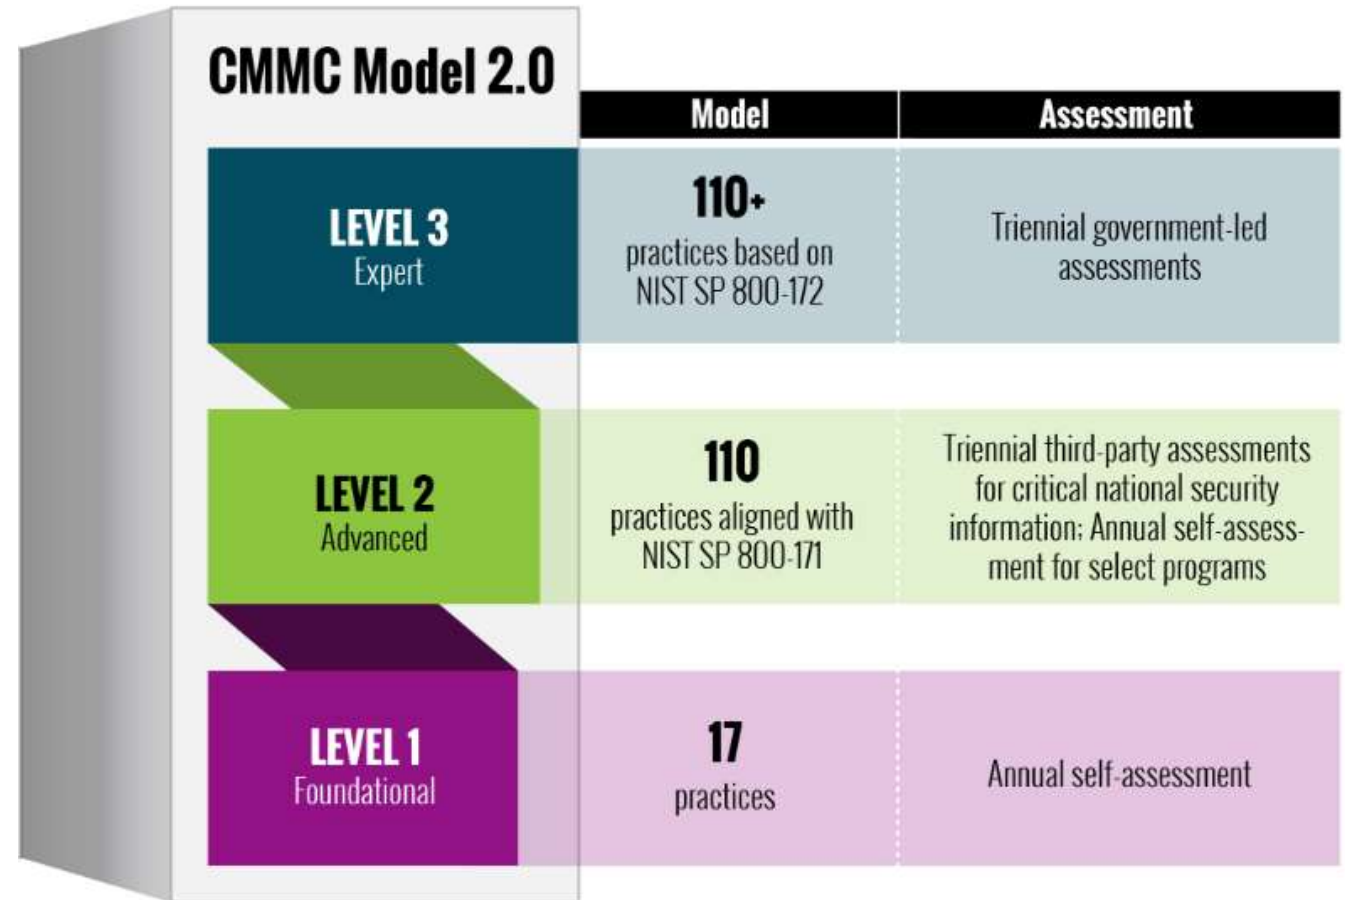 CMMC Model 2.0
Model
Assessment
LEVEL 3
Expert
110+
practices based on
NIST SP 800-172
Triennial government-led
assessments
LEVEL 2
Advanced
110
practices aligned with
NIST SP 800-171
Triennial third-party assessments
for critical national security
information; Annual self-assess-
ment for select programs
LEVEL 1
Foundational
17
practices
Annual self-assessment